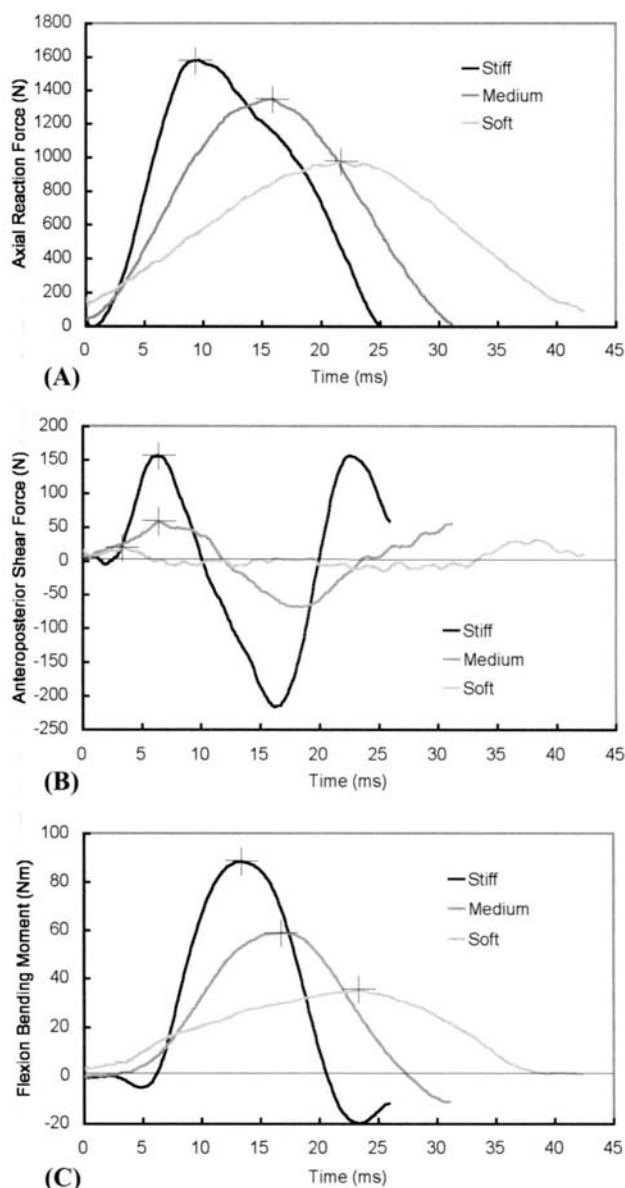 Axial Reaction Force (N)
1800
1600
1400
1200
1000
800
600
400
200
0
Stiff
Medium
Soft
0 5 10 15 20 25 30 35 40 45
Time (ms)
(A)
Anteroposterior Shear Force (N)
200
150
100
50
0
-50
-100
-150
-200
-250
Stiff
Medium
Soft
0 5 10 15 20 25 30 35 40 45
Time (ms)
(B)
Flexion Bending Moment (Nm)
100
80
60
40
20
0
-20
Stiff
Medium
Soft
0 5 10 15 20 25 30 35 40 45
Time (ms)
(C)